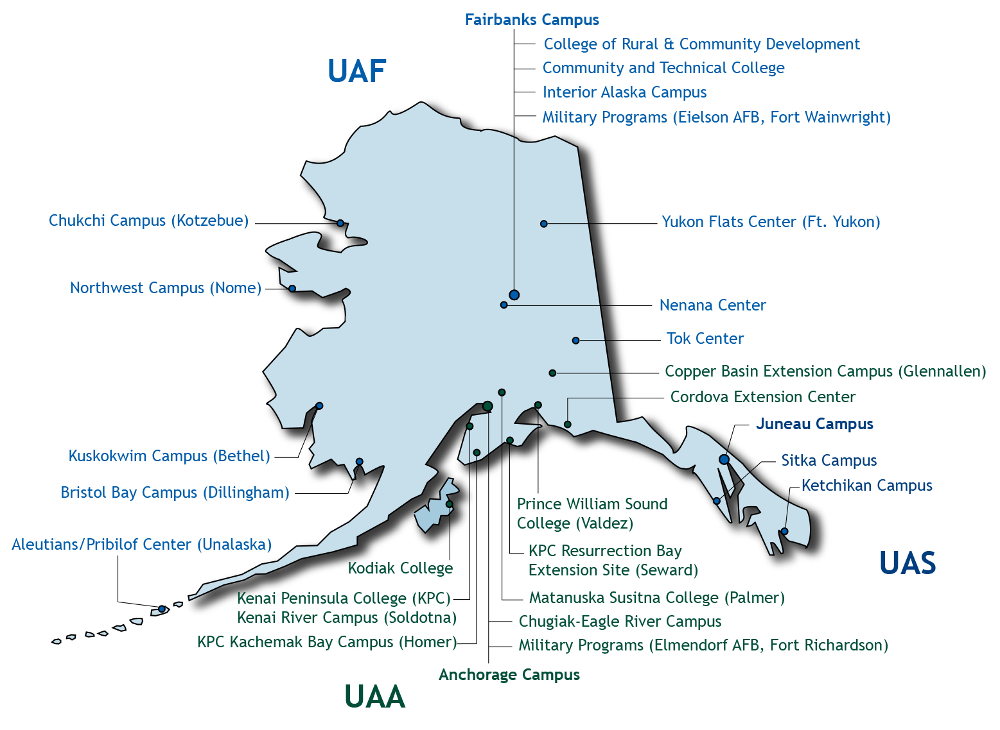 Fairbanks Campus
College of Rural & Community Development
UAF
Community and Technical College
Interior Alaska Campus
Military Programs (Eielson AFB, Fort Wainwright)
Chukchi Campus (Kotzebue)
Yukon Flats Center (Ft. Yukon)
Northwest Campus (Nome)
Nenana Center
Tok Center
Copper Basin Extension Campus (Glennallen)
Cordova Extension Center
Juneau Campus
Kuskokwim Campus (Bethel)
Sitka Campus
Ketchikan Campus
Bristol Bay Campus (Dillingham)
Prince William Sound
College (Valdez)
Aleutians/Pribilof Center (Unalaska)
KPC Resurrection Bay
Extension Site (Seward)
UAS
Kodiak College
Kenai Peninsula College (KPC)
Kenai River Campus (Soldotna)
Matanuska Susitna College (Palmer)
Chugiak-Eagle River Campus
KPC Kachemak Bay Campus (Homer)
Military Programs (Elmendorf AFB, Fort Richardson)
Anchorage Campus
UAA